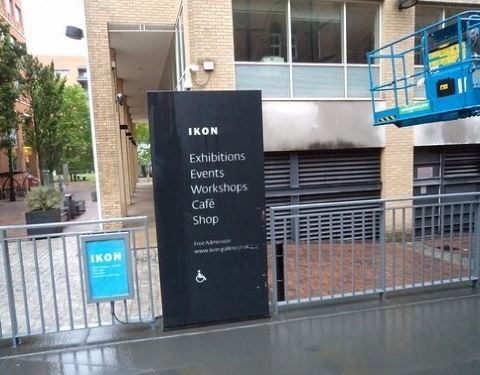 IKON
Exhibitions
Events
Workshops
Café
Shop
Free Admission
www.ikon-gallery.co.uk
IKON